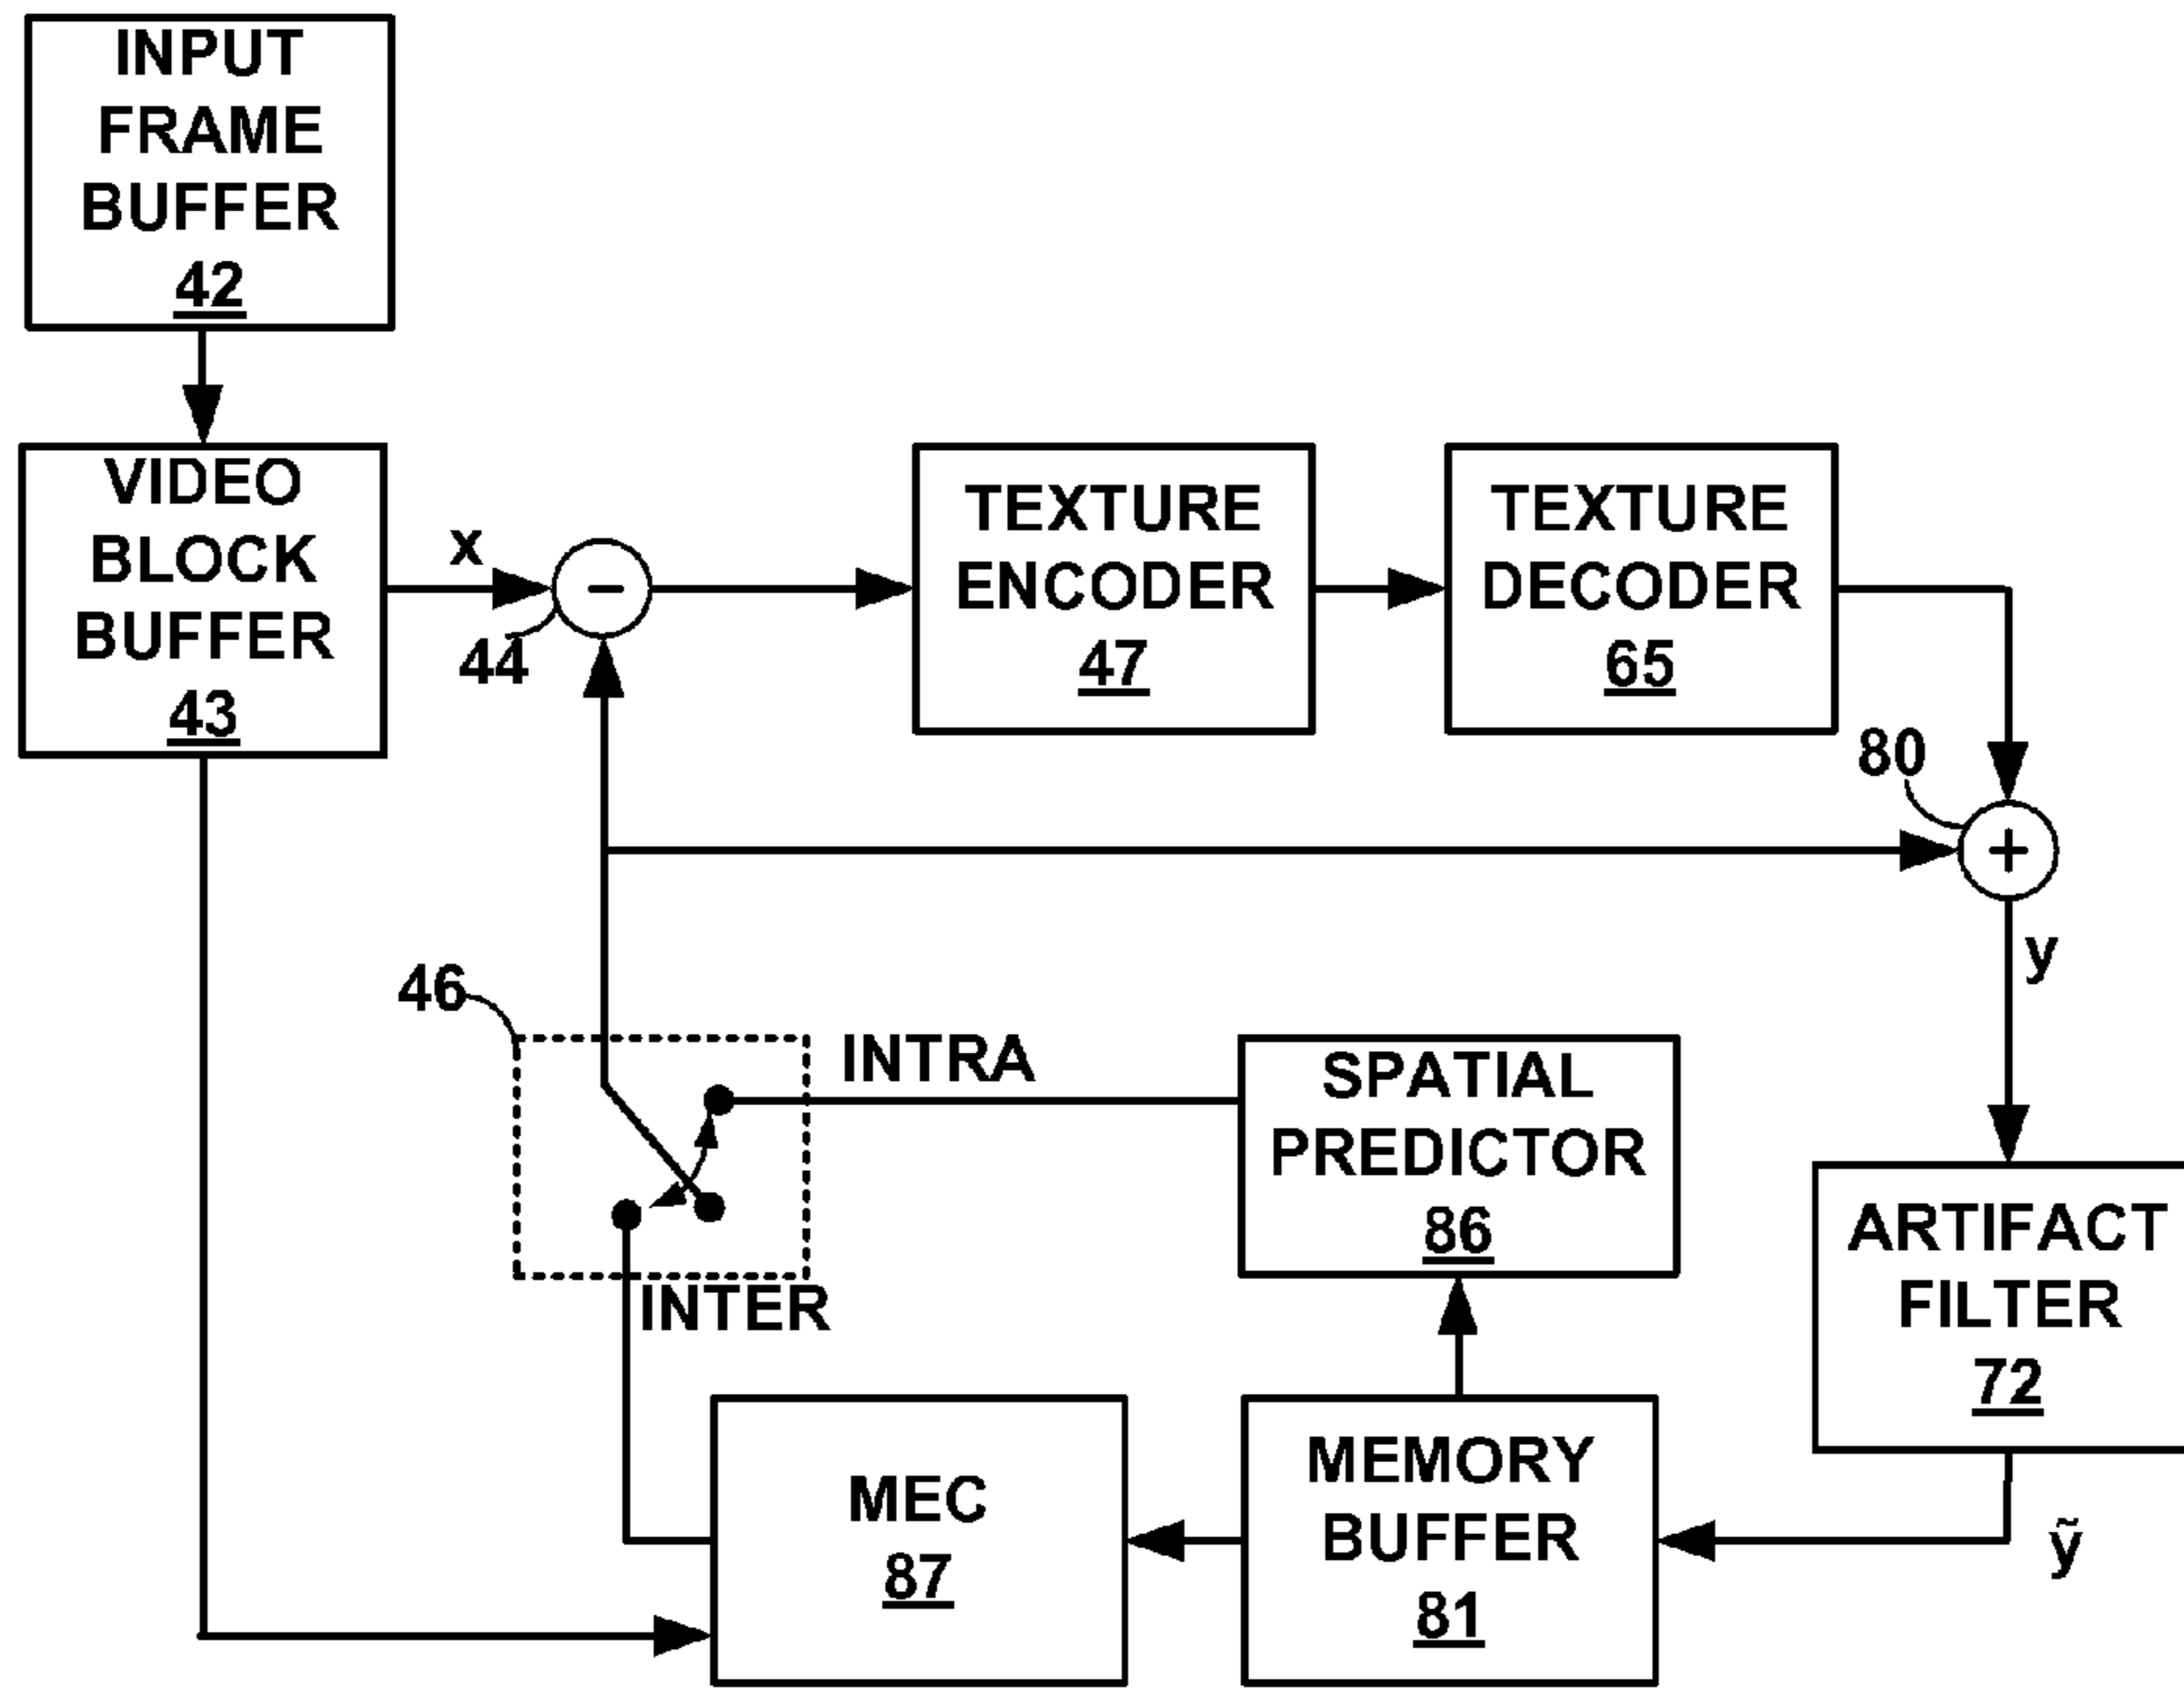 INPUT
FRAME
BUFFER
42
VIDEO
BLOCK
BUFFER
43
x
-
44
TEXTURE
ENCODER
47
TEXTURE
DECODER
65
80
+
y
46
INTRA
INTER
SPATIAL
PREDICTOR
86
ARTIFACT
FILTER
72
MEC
87
MEMORY
BUFFER
81
ỹ